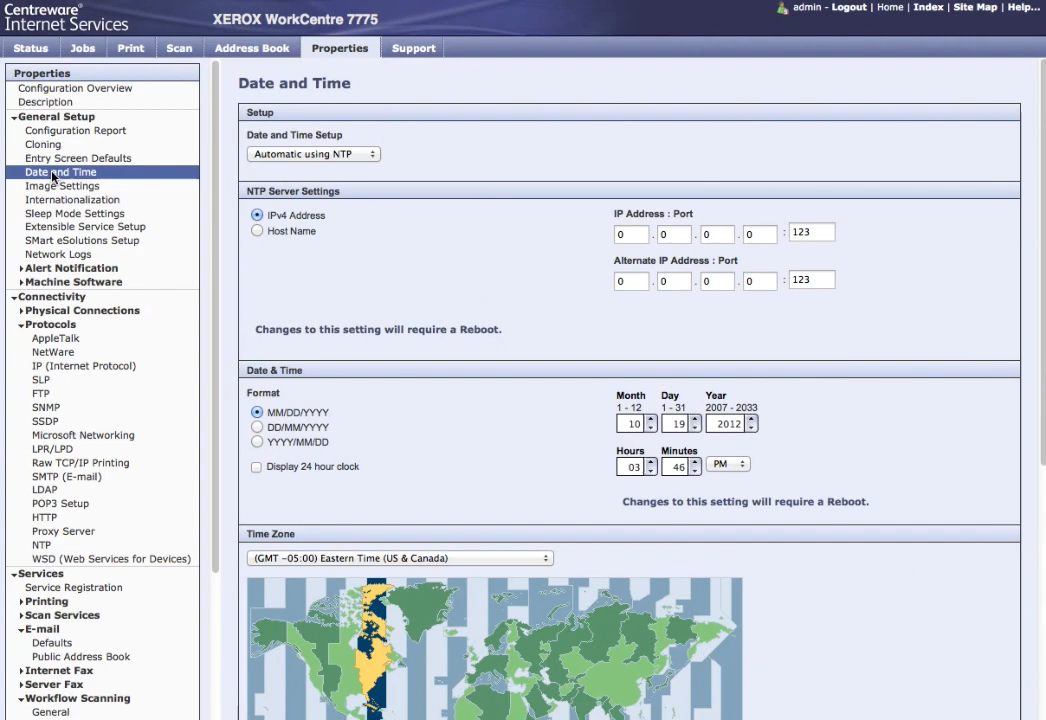 Centreware
Internet Services
XEROX WorkCentre 7775
admin - Logout | Home | Index | Site Map | Help...
Status Jobs Print Scan Address Book Properties Support
Properties
Configuration Overview
Description
General Setup
Configuration Report
Cloning
Entry Screen Defaults
Date and Time
Image Settings
Internationalization
Sleep Mode Settings
Extensible Service Setup
SMart eSolutions Setup
Network Logs
Alert Notification
Machine Software
Connectivity
Physical Connections
Protocols
AppleTalk
NetWare
IP (Internet Protocol)
SLP
FTP
SNMP
SSDP
Microsoft Networking
LPR/LPD
Raw TCP/IP Printing
SMTP (E-mail)
LDAP
POP3 Setup
HTTP
Proxy Server
NTP
WSD (Web Services for Devices)
Services
Service Registration
Printing
Scan Services
E-mail
Defaults
Public Address Book
Internet Fax
Server Fax
Workflow Scanning
General
Date and Time
Setup
Date and Time Setup
Automatic using NTP
NTP Server Settings
IPv4 Address
Host Name
IP Address : Port
0 . 0 . 0 . 0 : 123
Alternate IP Address : Port
0 . 0 . 0 . 0 : 123
Changes to this setting will require a Reboot.
Date & Time
Format
MM/DD/YYYY
DD/MM/YYYY
YYYY/MM/DD
Display 24 hour clock
Month Day Year
1 - 12 1 - 31 2007 - 2033
10 19 2012
Hours Minutes
03 46 PM
Changes to this setting will require a Reboot.
Time Zone
(GMT -05:00) Eastern Time (US & Canada)